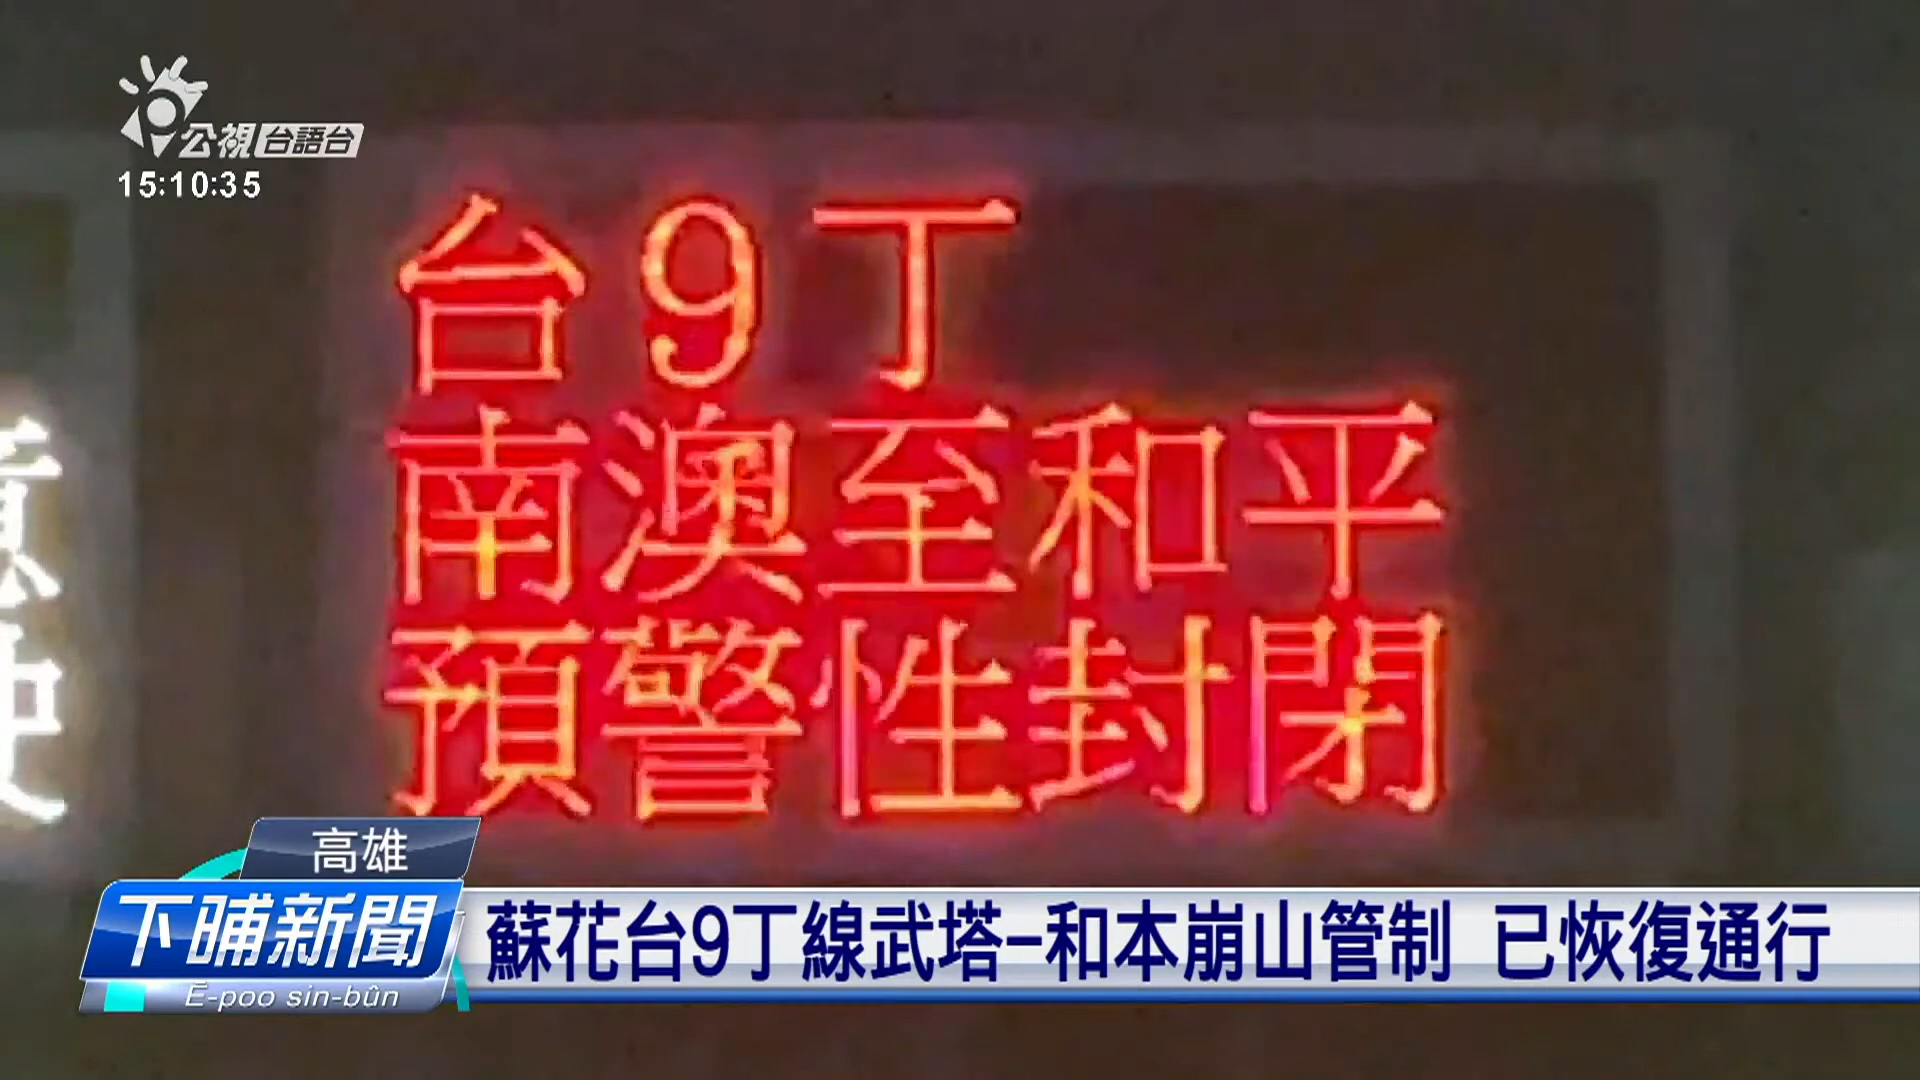 公視台語台
15:10:35
台9丁
南澳至和平
預警性封閉
高雄
下晡新聞
Ē-poo sin-bûn
蘇花台9丁線武塔-和本崩山管制 已恢復通行